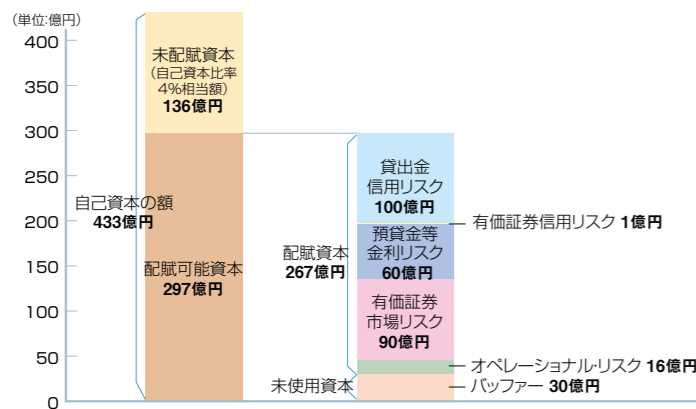 (単位:億円)
400
350
300
250
200
150
100
50
0
未配賦資本
(自己資本比率
4%相当額)
136億円
自己資本の額
433億円
配賦可能資本
297億円
配賦資本
267億円
未使用資本
貸出金
信用リスク
100億円
有価証券信用リスク 1億円
預貸金等
金利リスク
60億円
有価証券
市場リスク
90億円
オペレーショナル・リスク 16億円
バッファー 30億円